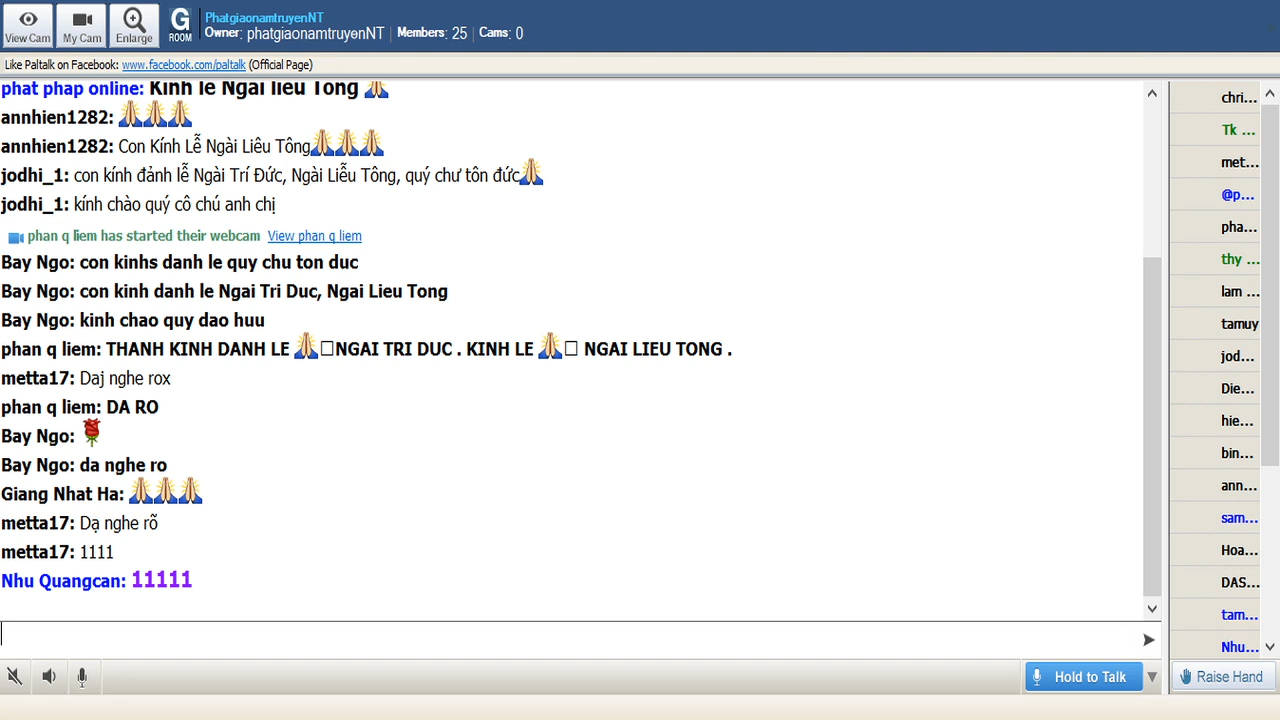 View Cam
My Cam
Enlarge
G
ROOM
PhatgiaonamtruyenNT
Owner: phatgiaonamtruyenNT | Members: 25 | Cams: 0
Like Paltalk on Facebook: www.facebook.com/paltalk (Official Page)
phat phap online: Kinh le Ngai lieu Tong 🙏
annhien1282: 🙏🙏🙏
annhien1282: Con Kính Lễ Ngài Liêu Tông🙏🙏🙏
jodhi_1: con kính đảnh lễ Ngài Trí Đức, Ngài Liễu Tông, quý chư tôn đức🙏
jodhi_1: kính chào quý cô chú anh chị
phan q liem has started their webcam View phan q liem
Bay Ngo: con kinhs danh le quy chu ton duc
Bay Ngo: con kinh danh le Ngai Tri Duc, Ngai Lieu Tong
Bay Ngo: kinh chao quy dao huu
phan q liem: THANH KINH DANH LE 🙏□NGAI TRI DUC . KINH LE 🙏□ NGAI LIEU TONG .
metta17: Daj nghe rox
phan q liem: DA RO
Bay Ngo: 🌹
Bay Ngo: da nghe ro
Giang Nhat Ha: 🙏🙏🙏
metta17: Dạ nghe rõ
metta17: 1111
Nhu Quangcan: 11111
chri...
Tk ...
met...
@p...
pha...
thy ...
lam ...
tamuy
jod...
Die...
hie...
bin...
ann...
sam...
Hoa...
DAS...
tam...
Nhu...
Hold to Talk
Raise Hand